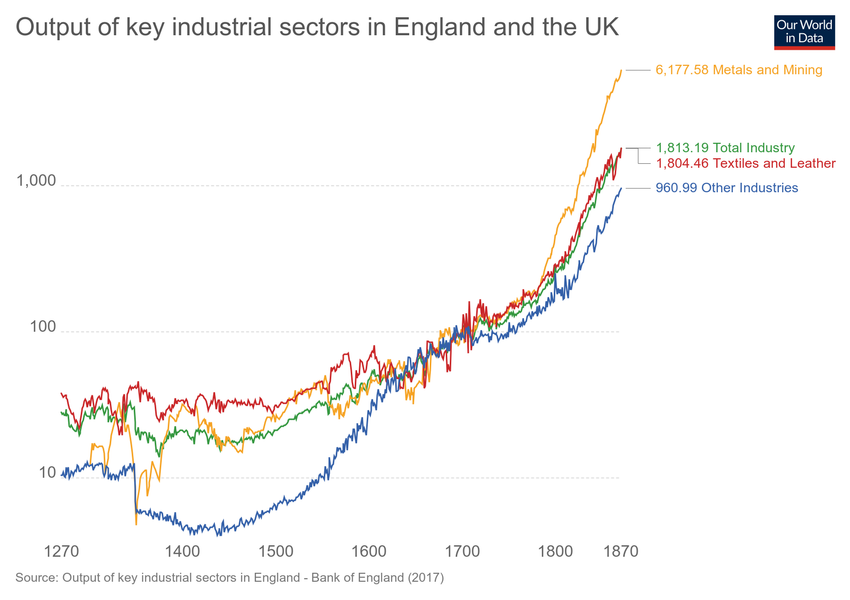 Output of key industrial sectors in England and the UK
Our World
in Data
6,177.58 Metals and Mining
1,813.19 Total Industry
1,804.46 Textiles and Leather
1,000
960.99 Other Industries
100
10
1270 1400 1500 1600 1700 1800 1870
Source: Output of key industrial sectors in England - Bank of England (2017)